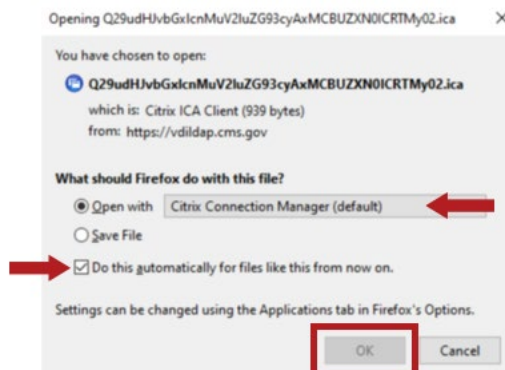 Opening Q29udHJvbGxlcnMuV2luZG93cyAxMCBUZXN0ICRTMy02.ica
You have chosen to open:
Q29udHJvbGxlcnMuV2luZG93cyAxMCBUZXN0ICRTMy02.ica
which is: Citrix ICA Client (939 bytes)
from: https://vdildap.cms.gov
What should Firefox do with this file?
Open with Citrix Connection Manager (default)
Save File
Do this automatically for files like this from now on.
Settings can be changed using the Applications tab in Firefox's Options.
OK Cancel